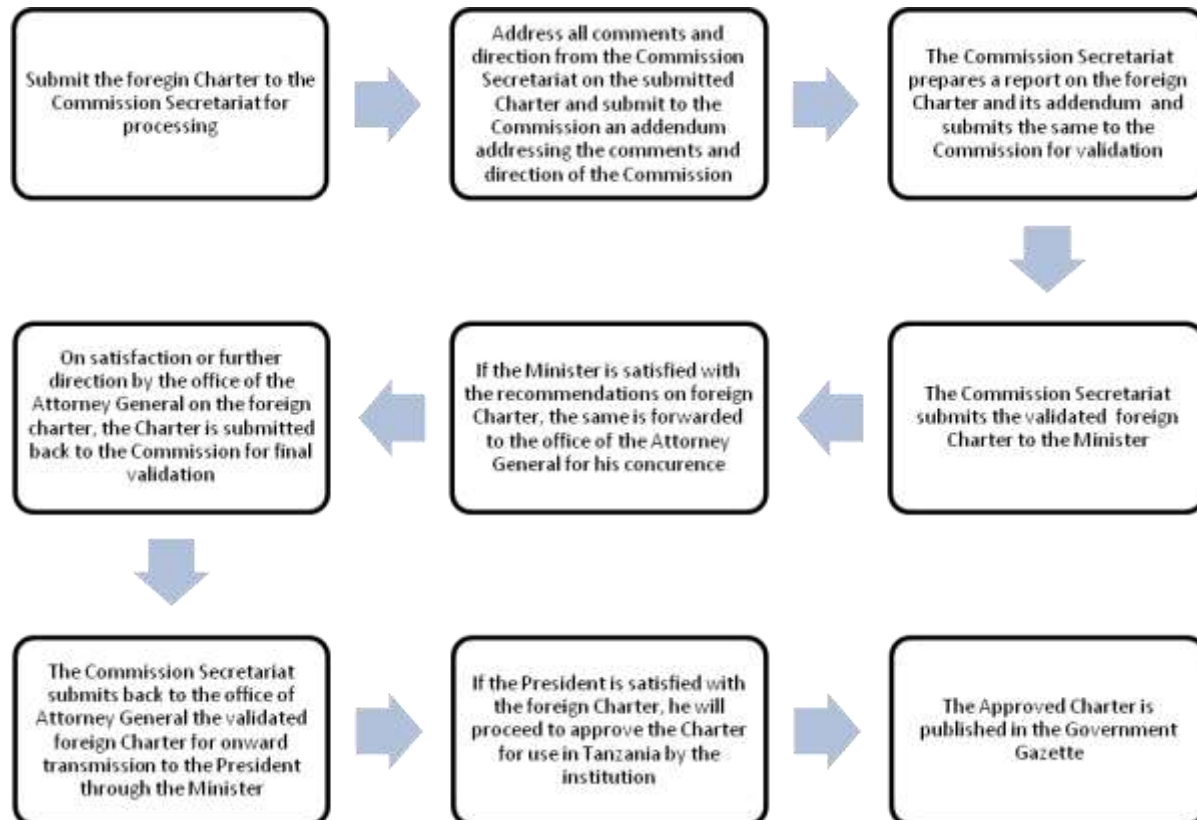 Submit the foregin Charter to the
Commission Secretariat for
processing
Address all comments and
direction from the Commission
Secretariat on the submitted
Charter and submit to the
Commission an addendum
addressing the comments and
direction of the Commission
The Commission Secretariat
prepares a report on the foreign
Charter and its addendum and
submits the same to the
Commission for validation
The Commission Secretariat
submits the validated foreign
Charter to the Minister
If the Minister is satisfied with
the recommendations on foreign
Charter, the same is forwarded
to the office of the Attorney
General for his concurence
On satisfaction or further
direction by the office of the
Attorney General on the foreign
charter, the Charter is submitted
back to the Commission for final
validation
The Commission Secretariat
submits back to the office of
Attorney General the validated
foreign Charter for onward
transmission to the President
through the Minister
If the President is satisfied with
the foreign Charter, he will
proceed to approve the Charter
for use in Tanzania by the
institution
The Approved Charter is
published in the Government
Gazette